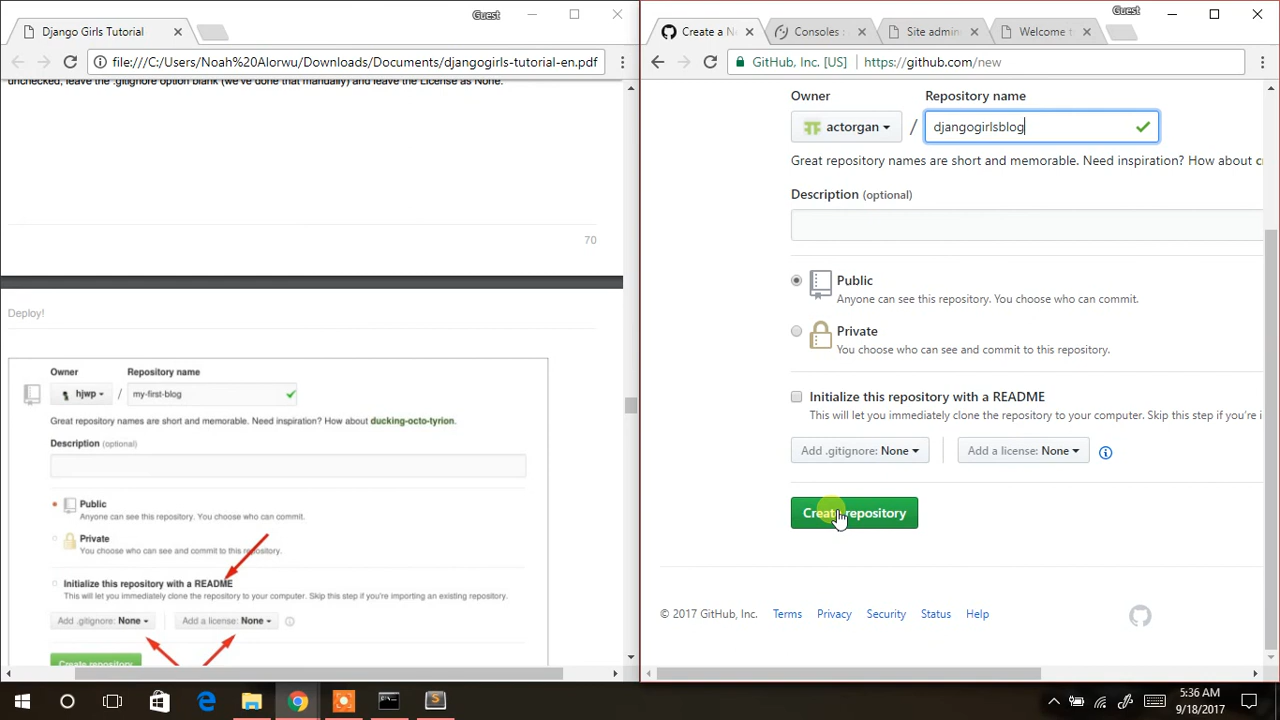 Guest
Django Girls Tutorial
file:///C:/Users/Noah%20Alorwu/Downloads/Documents/djangogirls-tutorial-en.pdf
unchecked, leave the .gitignore option blank (we've done that manually) and leave the License as None.
70
Deploy!
Owner
Repository name
hjwp
/
my-first-blog
Great repository names are short and memorable. Need inspiration? How about ducking-octo-tyrion.
Description (optional)
Public
Anyone can see this repository. You choose who can commit.
Private
You choose who can see and commit to this repository.
Initialize this repository with a README
This will let you immediately clone the repository to your computer. Skip this step if you're importing an existing repository.
Add .gitignore: None
Add a license: None
Create repository
Guest
Create a N
Consoles
Site admin
Welcome t
GitHub, Inc. [US]
https://github.com/new
Owner
Repository name
actorgan
/
djangogirlsblog
Great repository names are short and memorable. Need inspiration? How about
Description (optional)
Public
Anyone can see this repository. You choose who can commit.
Private
You choose who can see and commit to this repository.
Initialize this repository with a README
This will let you immediately clone the repository to your computer. Skip this step if you're i
Add .gitignore: None
Add a license: None
Create repository
© 2017 GitHub, Inc. Terms Privacy Security Status Help
5:36 AM
9/18/2017